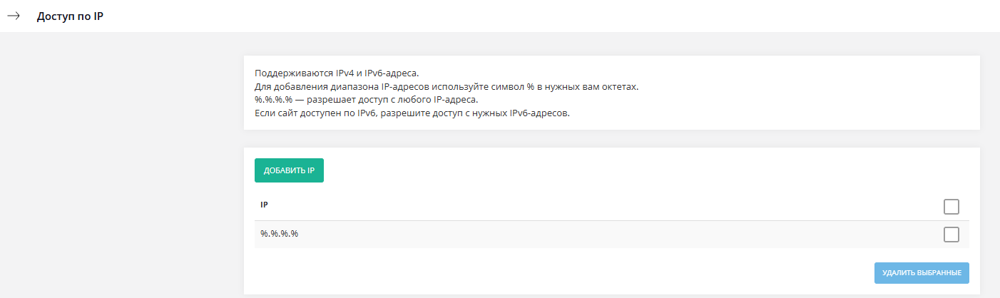 Доступ по IP
Поддерживаются IPv4 и IPv6-адреса.
Для добавления диапазона IP-адресов используйте символ % в нужных вам октетах.
%.%.%.% — разрешает доступ с любого IP-адреса.
Если сайт доступен по IPv6, разрешите доступ с нужных IPv6-адресов.
ДОБАВИТЬ IP
IP
%.%.%.%
УДАЛИТЬ ВЫБРАННЫЕ